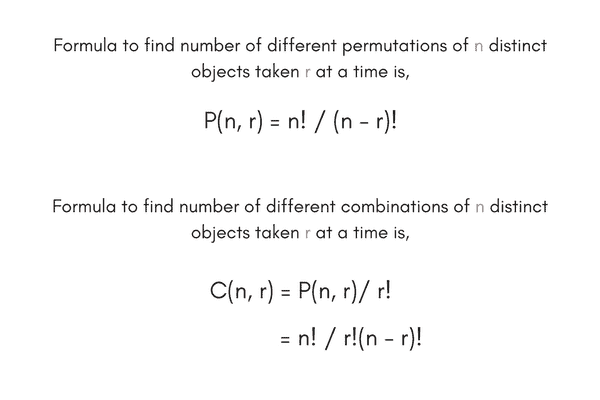 Formula to find number of different permutations of n distinct
objects taken r at a time is,
P(n, r) = n! / (n - r)!
Formula to find number of different combinations of n distinct
objects taken r at a time is,
C(n, r) = P(n, r)/ r!
= n! / r!(n - r)!